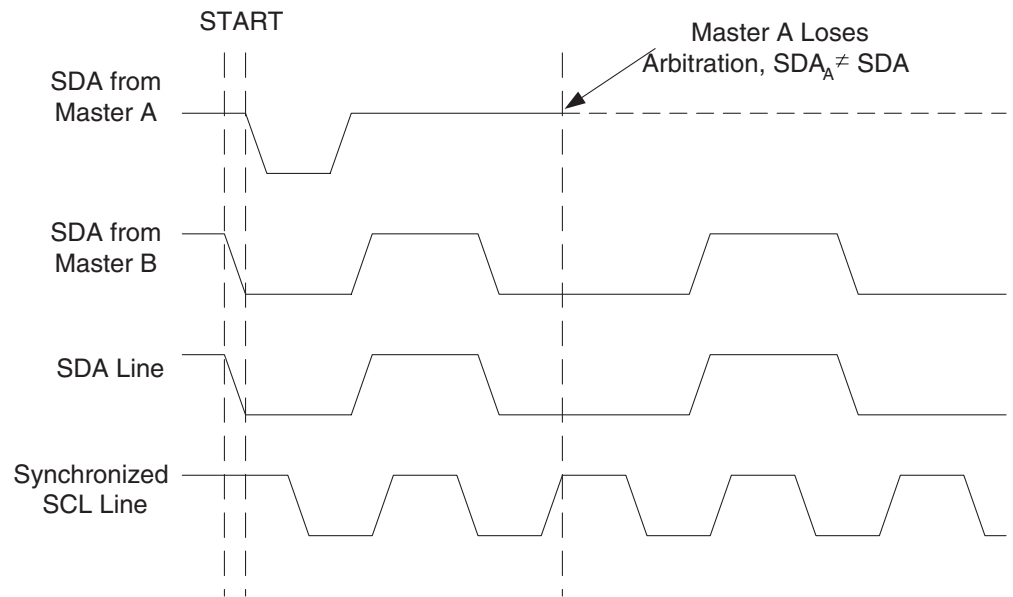 START
Master A Loses
Arbitration, SDA_A ≠ SDA
SDA from
Master A
SDA from
Master B
SDA Line
Synchronized
SCL Line